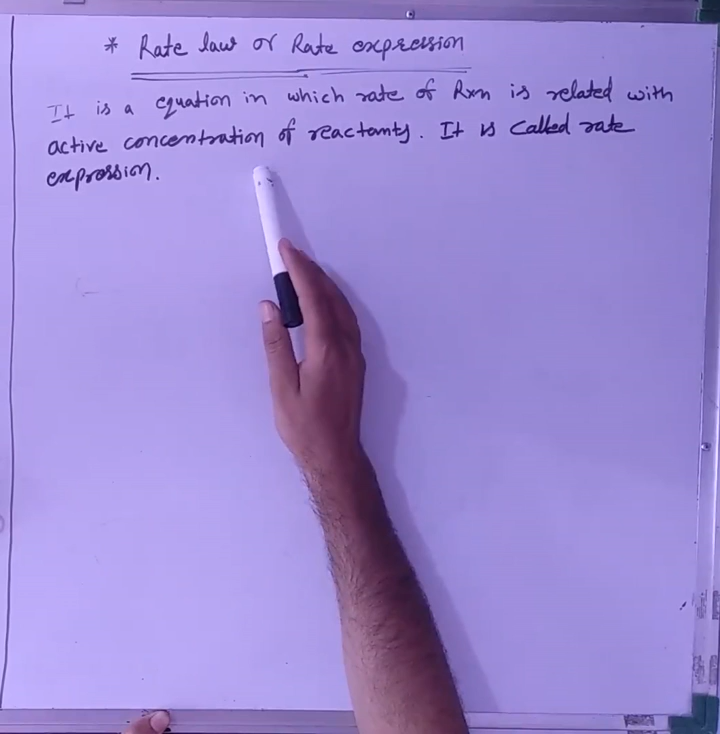 * Rate law or Rate expression
It is a equation in which rate of Rxn is related with
active concentration of reactants. It is called rate
expression.